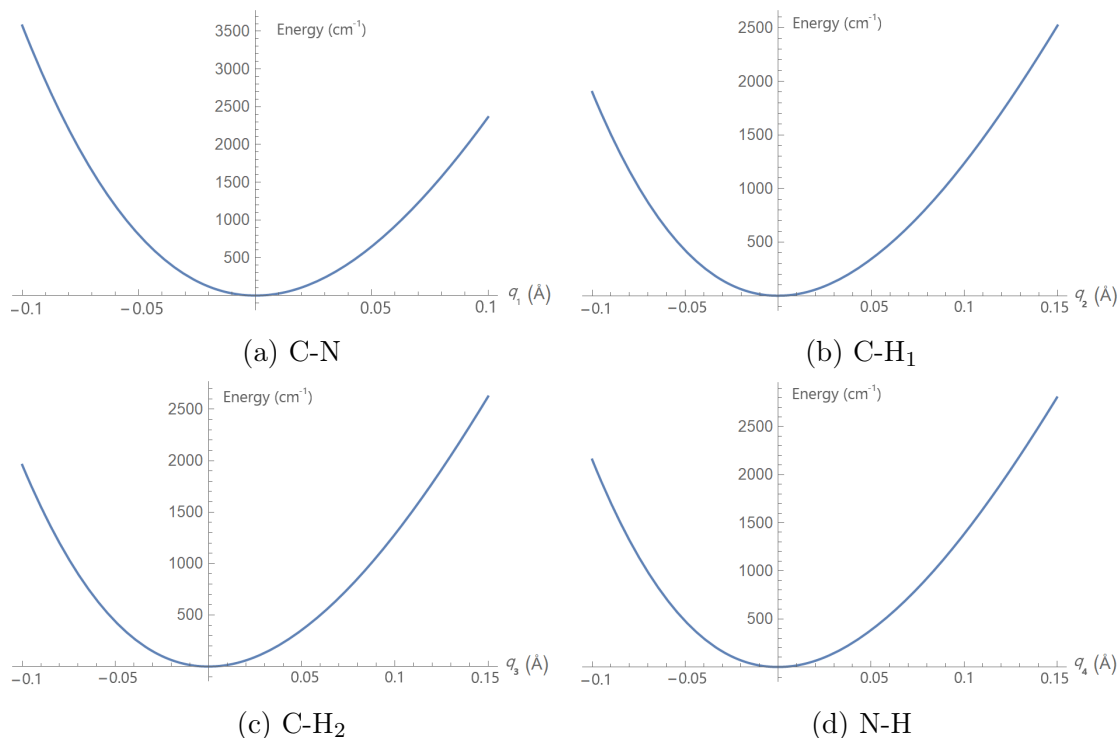 Energy (cm⁻¹)
3500
3000
2500
2000
1500
1000
500
−0.1 −0.05 0.05 0.1 q₁ (Å)
(a) C-N
Energy (cm⁻¹)
2500
2000
1500
1000
500
−0.1 −0.05 0.05 0.1 0.15 q₂ (Å)
(b) C-H₁
Energy (cm⁻¹)
2500
2000
1500
1000
500
−0.1 −0.05 0.05 0.1 0.15 q₃ (Å)
(c) C-H₂
Energy (cm⁻¹)
2500
2000
1500
1000
500
−0.1 −0.05 0.05 0.1 0.15 q₄ (Å)
(d) N-H